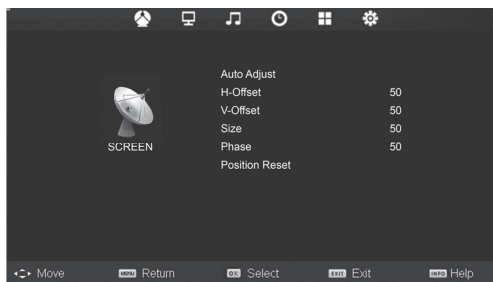 Auto Adjust
H-Offset 50
V-Offset 50
Size 50
SCREEN
Phase 50
Position Reset
Move MENU Return OK Select EXIT Exit INFO Help